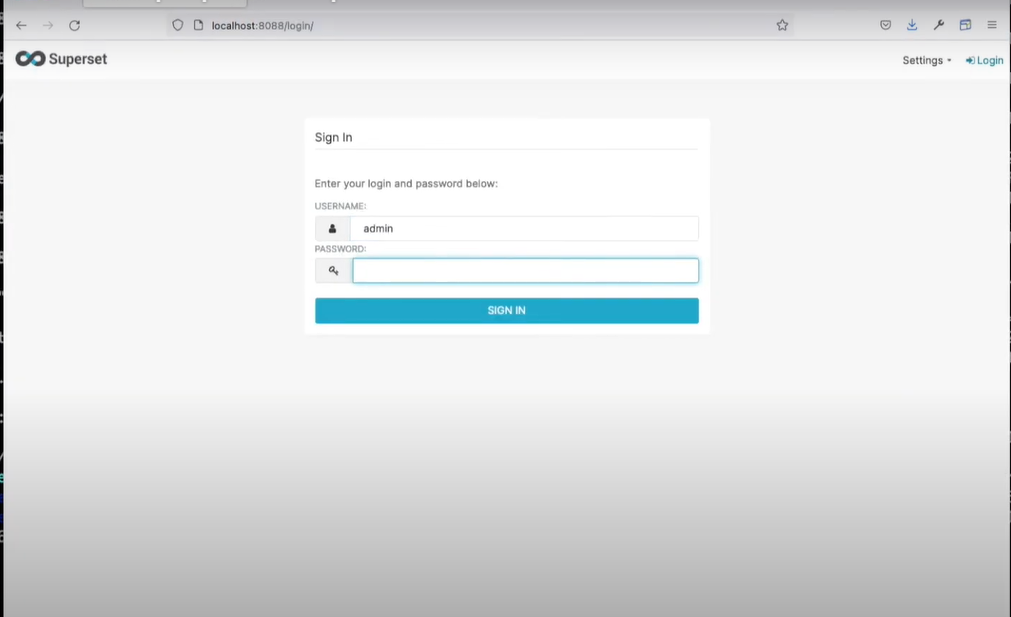 localhost:8088/login/
Superset
Settings
Login
Sign In
Enter your login and password below:
USERNAME:
admin
PASSWORD:
SIGN IN